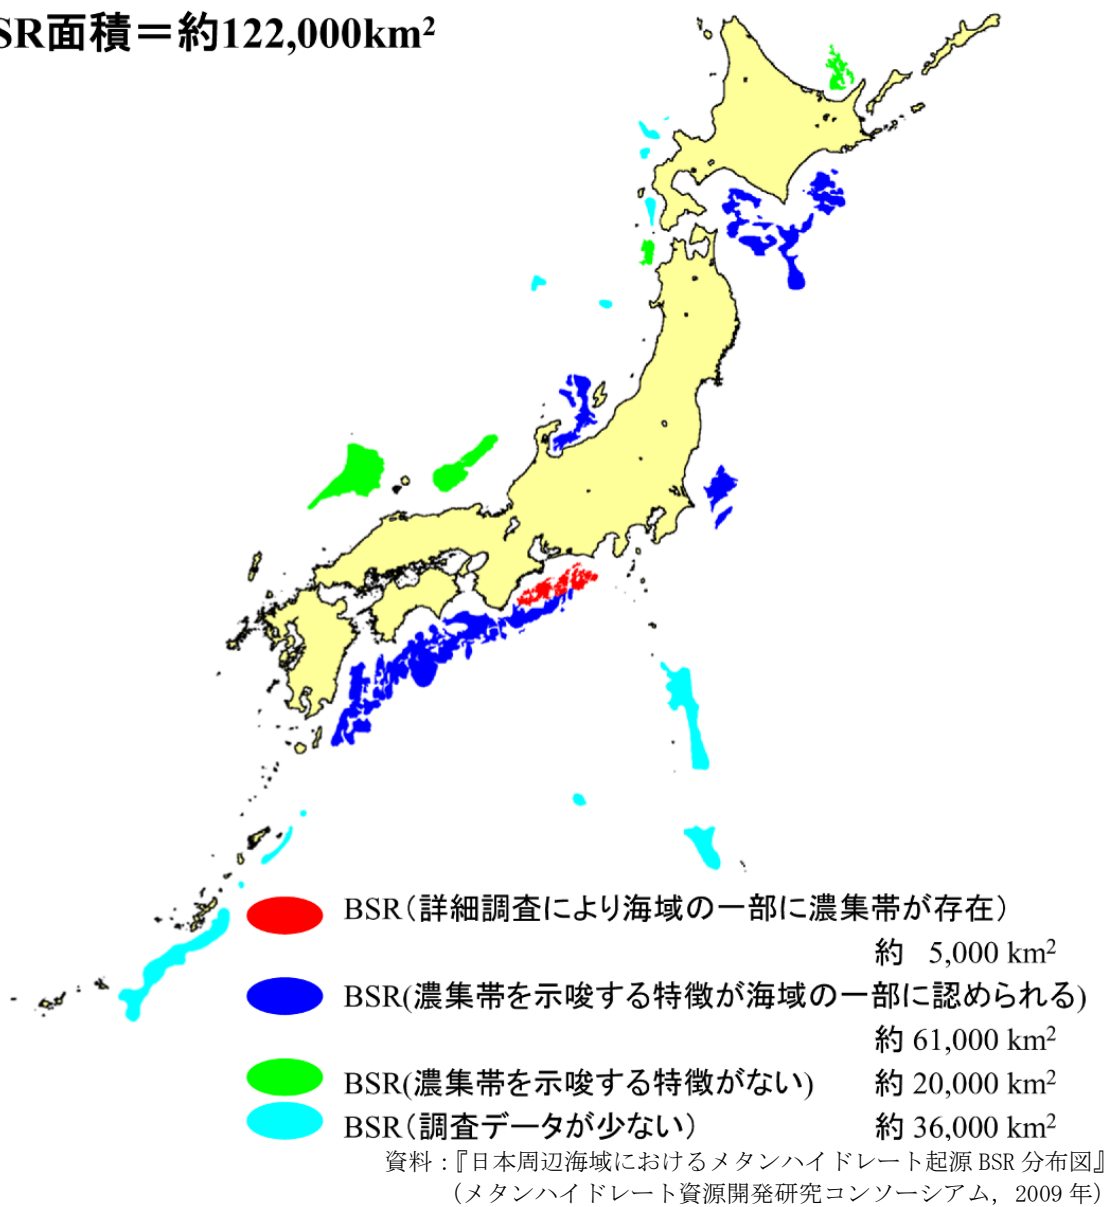 SR面積＝約122,000km²
BSR（詳細調査により海域の一部に濃集帯が存在）
約 5,000 km²
BSR(濃集帯を示唆する特徴が海域の一部に認められる)
約 61,000 km²
BSR(濃集帯を示唆する特徴がない) 約 20,000 km²
BSR（調査データが少ない） 約 36,000 km²
資料：『日本周辺海域におけるメタンハイドレート起源 BSR 分布図』
（メタンハイドレート資源開発研究コンソーシアム，2009 年）